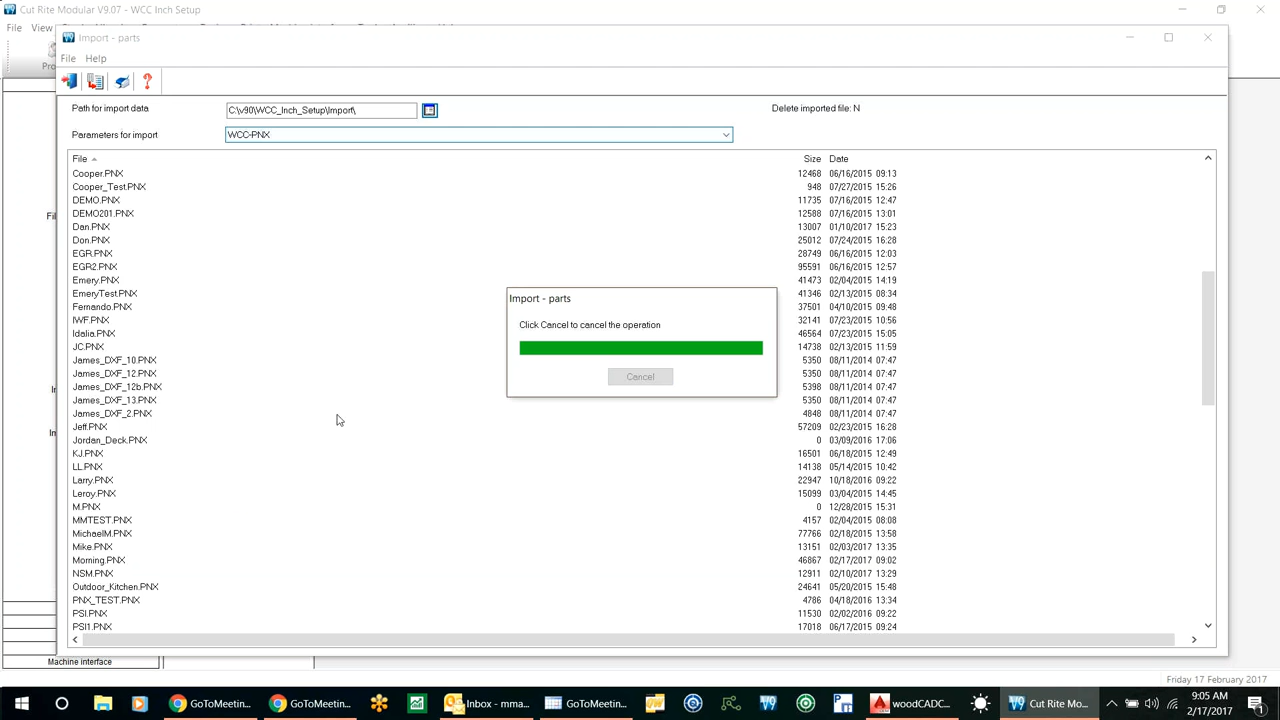 Cut Rite Modular V9.07 - WCC Inch Setup
File View
Import - parts
File Help
Pro
Path for import data
C:\v90\WCC_Inch_Setup\Import\
Delete imported file: N
Parameters for import
WCC-PNX
File Size Date
Cooper.PNX 12468 06/16/2015 09:13
Cooper_Test.PNX 948 07/27/2015 15:26
DEMO.PNX 11735 07/16/2015 12:47
DEMO201.PNX 12588 07/16/2015 13:01
Dan.PNX 13007 01/10/2017 15:23
Don.PNX 25012 07/24/2015 16:28
EGR.PNX 28749 06/16/2015 12:03
EGR2.PNX 95591 06/16/2015 12:57
Emery.PNX 41473 02/04/2015 14:19
EmeryTest.PNX 41346 02/13/2015 08:34
Fernando.PNX 37501 04/10/2015 09:48
IWF.PNX 32141 07/23/2015 10:56
Idalia.PNX 46564 07/23/2015 15:05
JC.PNX 14738 02/13/2015 11:59
James_DXF_10.PNX 5350 08/11/2014 07:47
James_DXF_12.PNX 5350 08/11/2014 07:47
James_DXF_12b.PNX 5398 08/11/2014 07:47
James_DXF_13.PNX 5350 08/11/2014 07:47
James_DXF_2.PNX 4848 08/11/2014 07:47
Jeff.PNX 57209 02/23/2015 16:28
Jordan_Deck.PNX 0 03/09/2016 17:06
KJ.PNX 16501 06/18/2015 12:49
LL.PNX 14138 05/14/2015 10:42
Larry.PNX 22947 10/18/2016 09:22
Leroy.PNX 15099 03/04/2015 14:45
M.PNX 0 12/28/2015 15:31
MMTEST.PNX 4157 02/04/2015 08:08
MichaelM.PNX 77766 02/18/2015 13:58
Mike.PNX 13151 02/03/2017 13:35
Morning.PNX 46867 02/17/2017 09:02
NSM.PNX 12911 02/10/2017 13:29
Outdoor_Kitchen.PNX 24641 05/20/2015 15:48
PNX_TEST.PNX 4786 04/18/2016 13:34
PSI.PNX 11530 02/02/2016 09:22
PSI1.PNX 17018 06/17/2015 09:24
Import - parts
Click Cancel to cancel the operation
Cancel
Machine interface
Friday 17 February 2017
GoToMeetin... GoToMeetin... Inbox - mma... GoToMeetin... woodCADC... Cut Rite Mo...
9:05 AM
2/17/2017